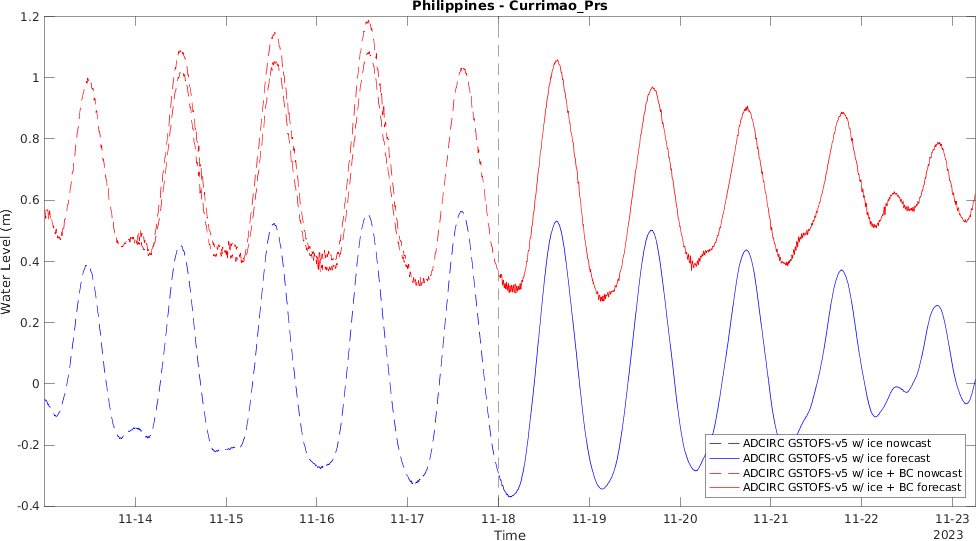 Philippines - Currimao_Prs
1.2
1
0.8
0.6
0.4
0.2
0
-0.2
-0.4
Water Level (m)
ADCIRC GSTOFS-v5 w/ ice nowcast
ADCIRC GSTOFS-v5 w/ ice forecast
ADCIRC GSTOFS-v5 w/ ice + BC nowcast
ADCIRC GSTOFS-v5 w/ ice + BC forecast
11-14 11-15 11-16 11-17 11-18 11-19 11-20 11-21 11-22 11-23
Time
2023